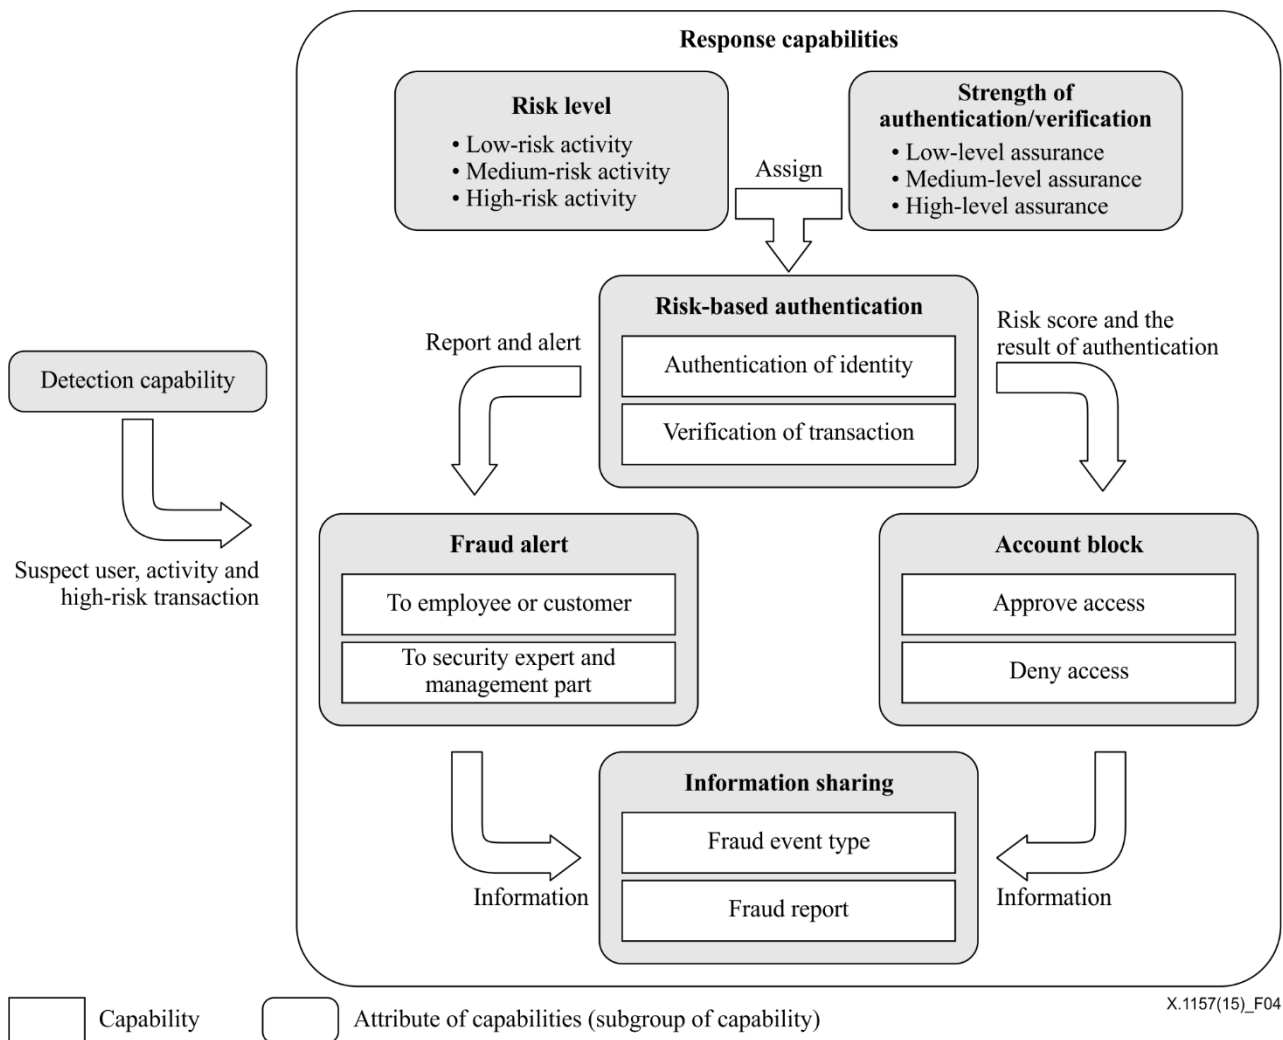 Response capabilities
Risk level
• Low-risk activity
• Medium-risk activity
• High-risk activity
Strength of
authentication/verification
• Low-level assurance
• Medium-level assurance
• High-level assurance
Assign
Risk-based authentication
Authentication of identity
Verification of transaction
Report and alert
Risk score and the
result of authentication
Detection capability
Suspect user, activity and
high-risk transaction
Fraud alert
To employee or customer
To security expert and
management part
Account block
Approve access
Deny access
Information sharing
Fraud event type
Fraud report
Information
Information
X.1157(15)_F04
Capability
Attribute of capabilities (subgroup of capability)